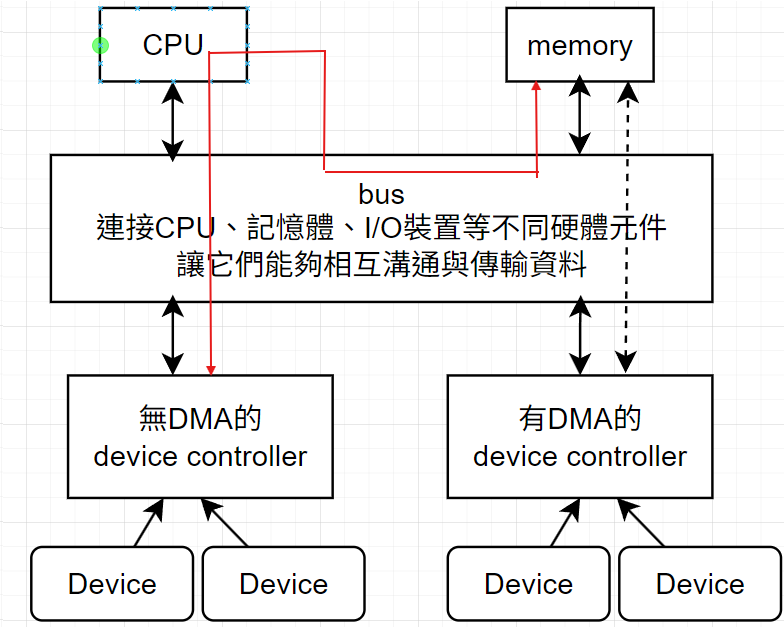 CPU
memory
bus
連接CPU、記憶體、I/O裝置等不同硬體元件
讓它們能夠相互溝通與傳輸資料
無DMA的
device controller
有DMA的
device controller
Device
Device
Device
Device